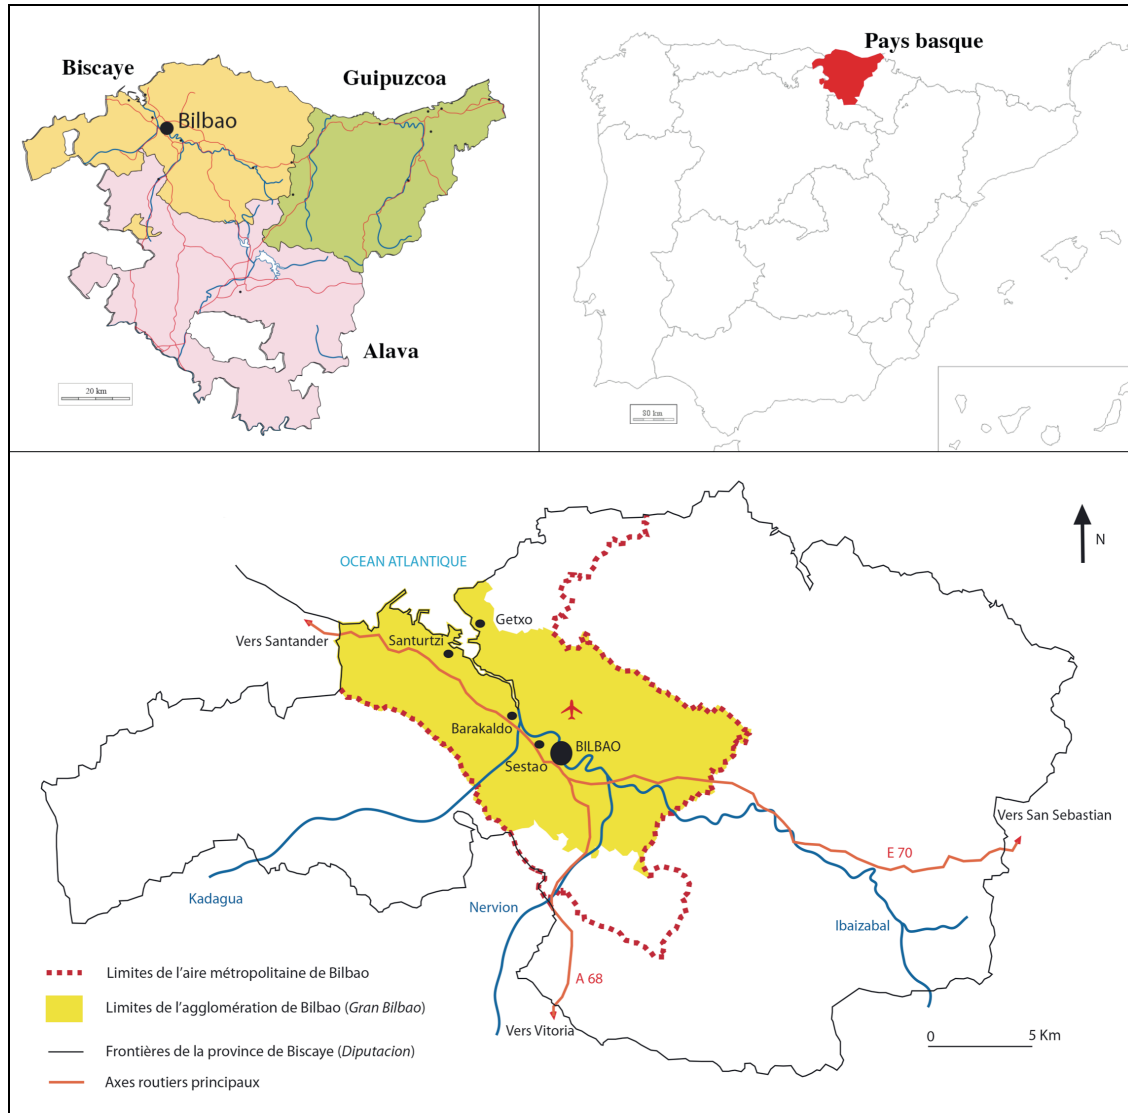 Biscaye
Guipuzcoa
Bilbao
Alava
20 km
Pays basque
80 km
OCEAN ATLANTIQUE
N
Getxo
Vers Santander
Santurtzi
Barakaldo
BILBAO
Sestao
Vers San Sebastian
E 70
Kadagua
Nervion
Ibaizabal
A 68
Vers Vitoria
Limites de l'aire métropolitaine de Bilbao
Limites de l'agglomération de Bilbao (Gran Bilbao)
Frontières de la province de Biscaye (Diputacion)
Axes routiers principaux
0 5 Km